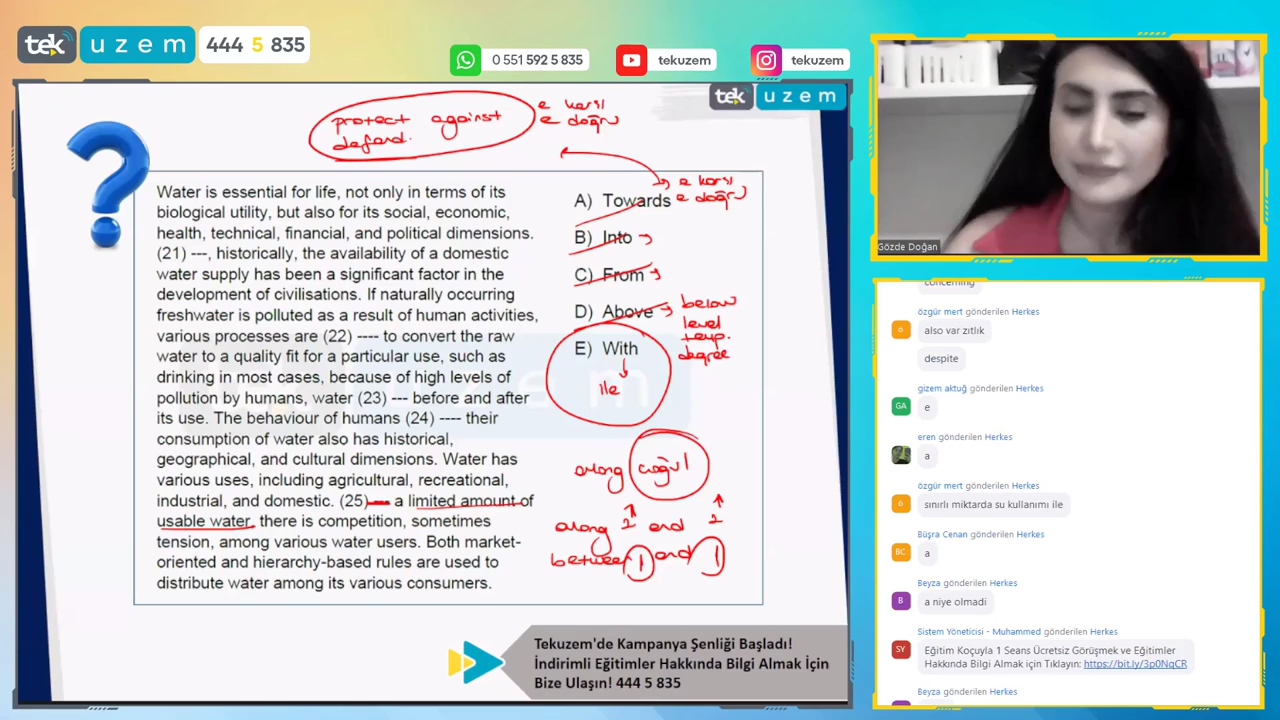 tek uzem 444 5 835
0 551 592 5 835
tekuzem
tekuzem
tek uzem
protect against
defend.
e karşı
e doğru
e karşı
e doğru
Water is essential for life, not only in terms of its
biological utility, but also for its social, economic,
health, technical, financial, and political dimensions.
(21) ---, historically, the availability of a domestic
water supply has been a significant factor in the
development of civilisations. If naturally occurring
freshwater is polluted as a result of human activities,
various processes are (22) ---- to convert the raw
water to a quality fit for a particular use, such as
drinking in most cases, because of high levels of
pollution by humans, water (23) --- before and after
its use. The behaviour of humans (24) ---- their
consumption of water also has historical,
geographical, and cultural dimensions. Water has
various uses, including agricultural, recreational,
industrial, and domestic. (25) --- a limited amount of
usable water, there is competition, sometimes
tension, among various water users. Both market-
oriented and hierarchy-based rules are used to
distribute water among its various consumers.
A) Towards
B) Into
C) From
D) Above
E) With
below
level
temp.
degree
ile
among çoğul
among 2 and 2
between 1 and 1
Tekuzem'de Kampanya Şenliği Başladı!
İndirimli Eğitimler Hakkında Bilgi Almak İçin
Bize Ulaşın! 444 5 835
Gözde Doğan
concerning
özgür mert gönderilen Herkes
ö
also var zıtlık
despite
gizem aktuğ gönderilen Herkes
GA
e
eren gönderilen Herkes
a
özgür mert gönderilen Herkes
ö
sınırlı miktarda su kullanımı ile
Büşra Cenan gönderilen Herkes
BC
a
Beyza gönderilen Herkes
B
a niye olmadi
Sistem Yöneticisi - Muhammed gönderilen Herkes
SY
Eğitim Koçuyla 1 Seans Ücretsiz Görüşmek ve Eğitimler
Hakkında Bilgi Almak için Tıklayın: https://bit.ly/3p0NqCR
Beyza gönderilen Herkes